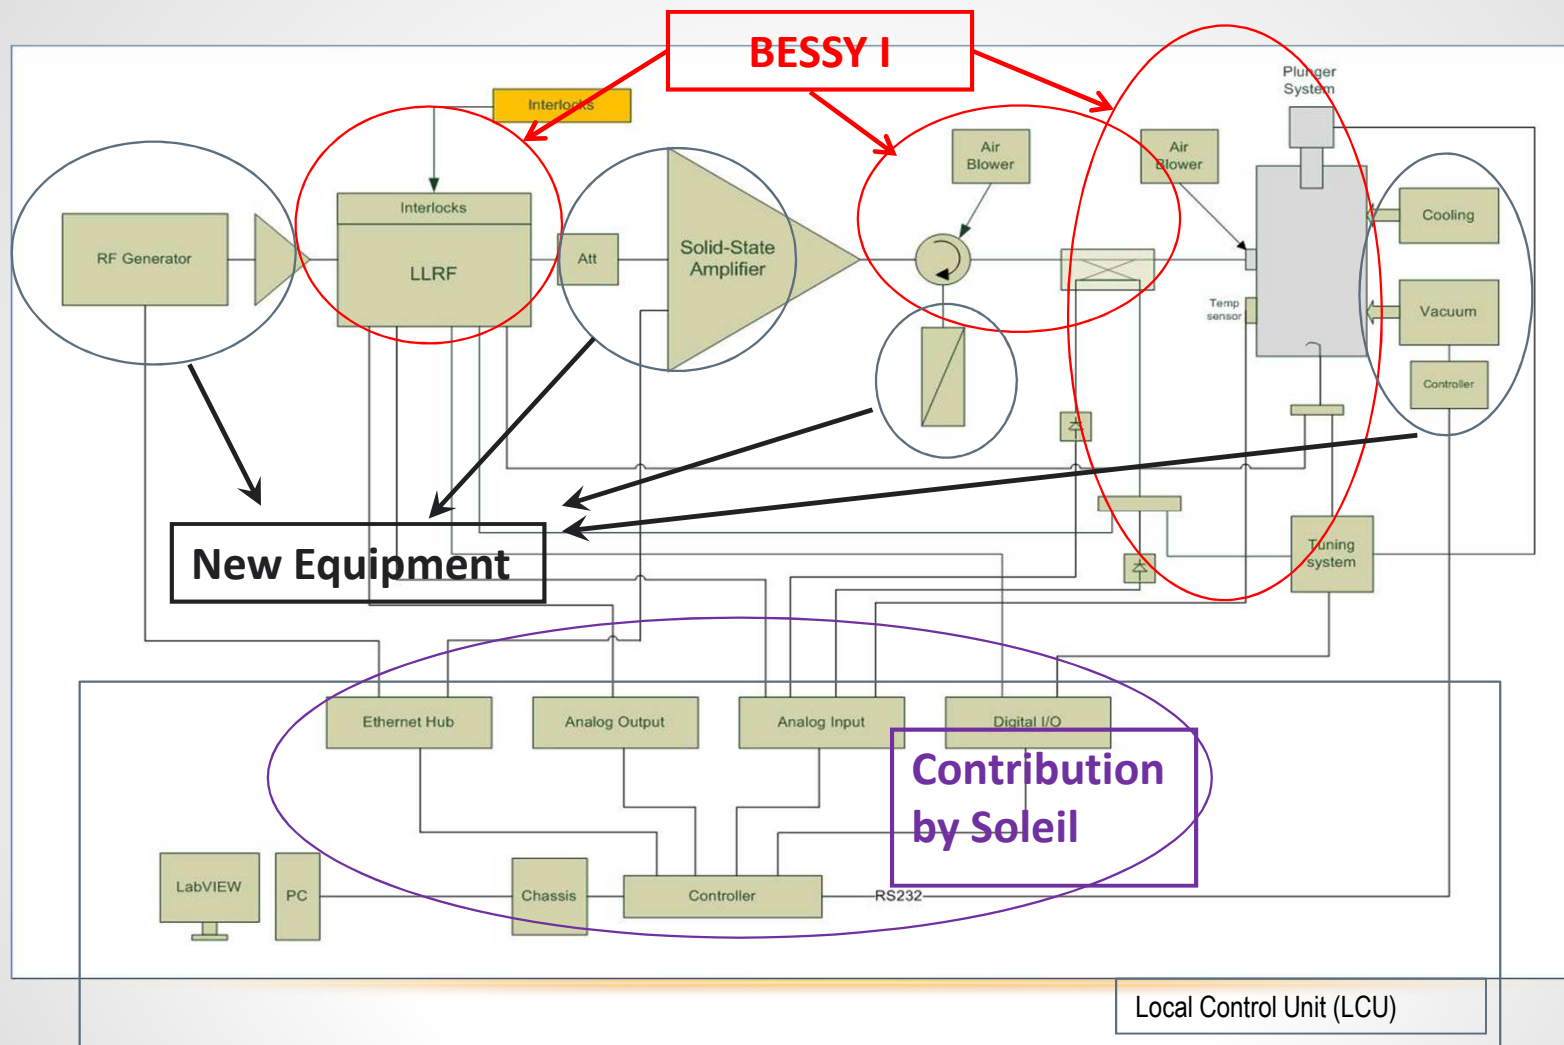 BESSY I
Plunger
System
Interlocks
Air
Blower
Air
Blower
Interlocks
LLRF
RF Generator
Att
Solid-State
Amplifier
Cooling
Temp
sensor
Vacuum
Controller
New Equipment
Tuning
system
Ethernet Hub
Analog Output
Analog Input
Digital I/O
Contribution
by Soleil
LabVIEW
PC
Chassis
Controller
RS232
Local Control Unit (LCU)